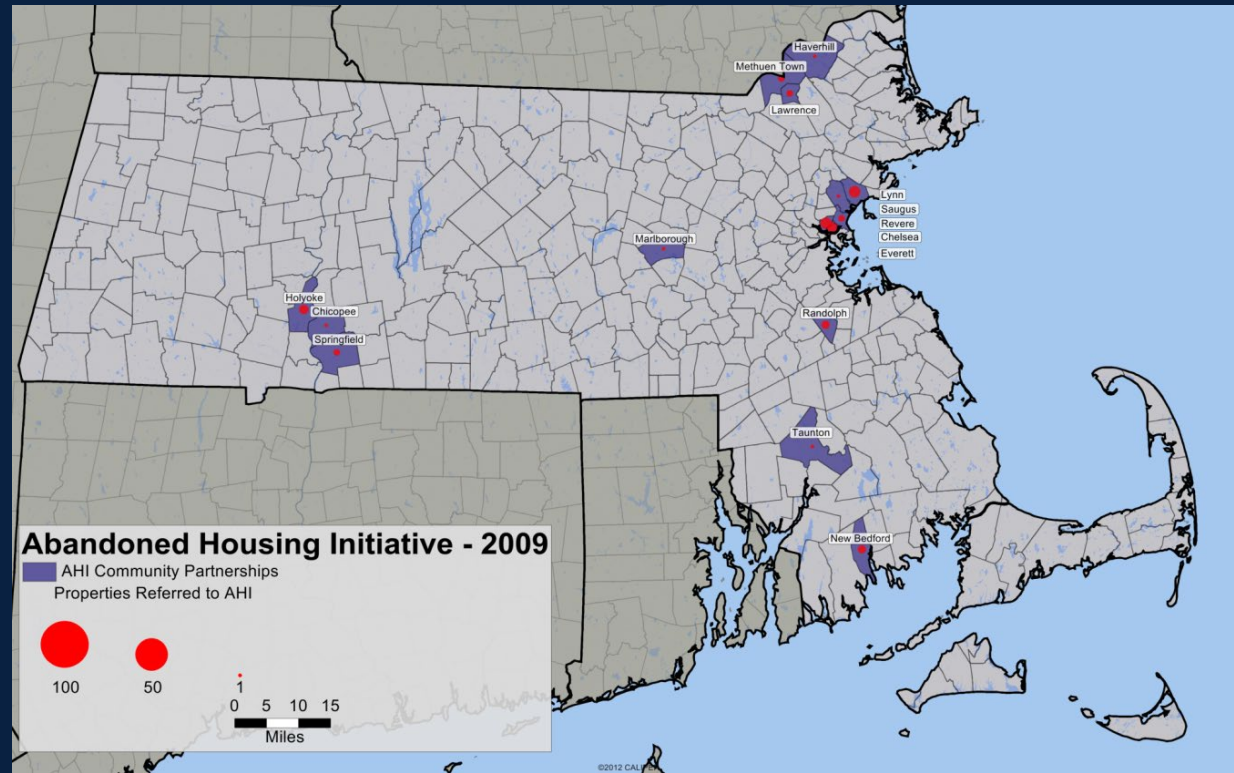 Haverhill
Methuen Town
Lawrence
Lynn
Saugus
Revere
Chelsea
Everett
Marlborough
Holyoke
Chicopee
Springfield
Randolph
Taunton
New Bedford
Abandoned Housing Initiative - 2009
AHI Community Partnerships
Properties Referred to AHI
100
50
1
0 5 10 15
Miles
©2012